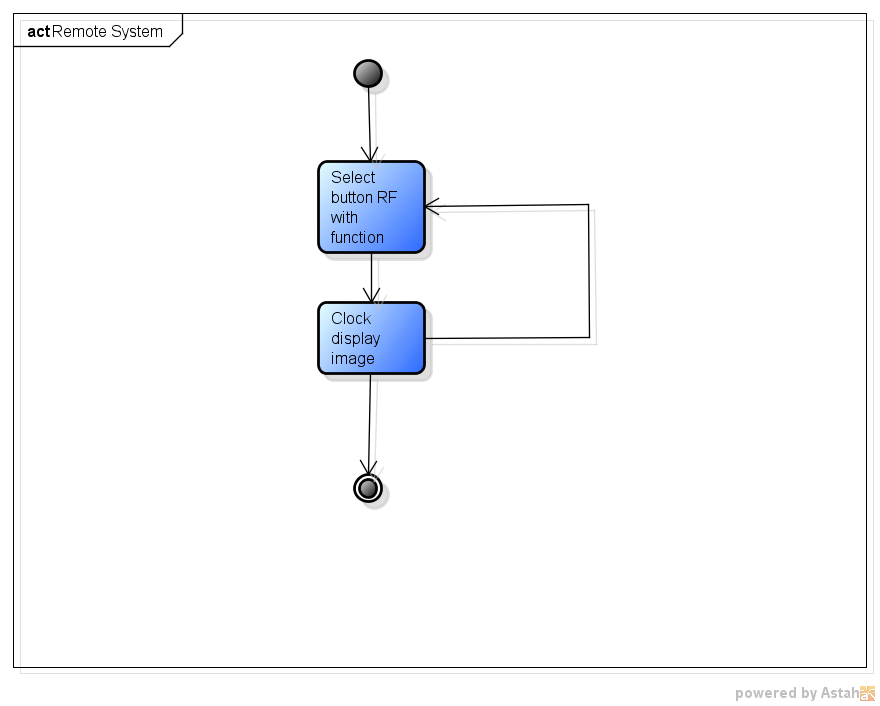 act Remote System
Select
button RF
with
function
Clock
display
image
powered by Astah